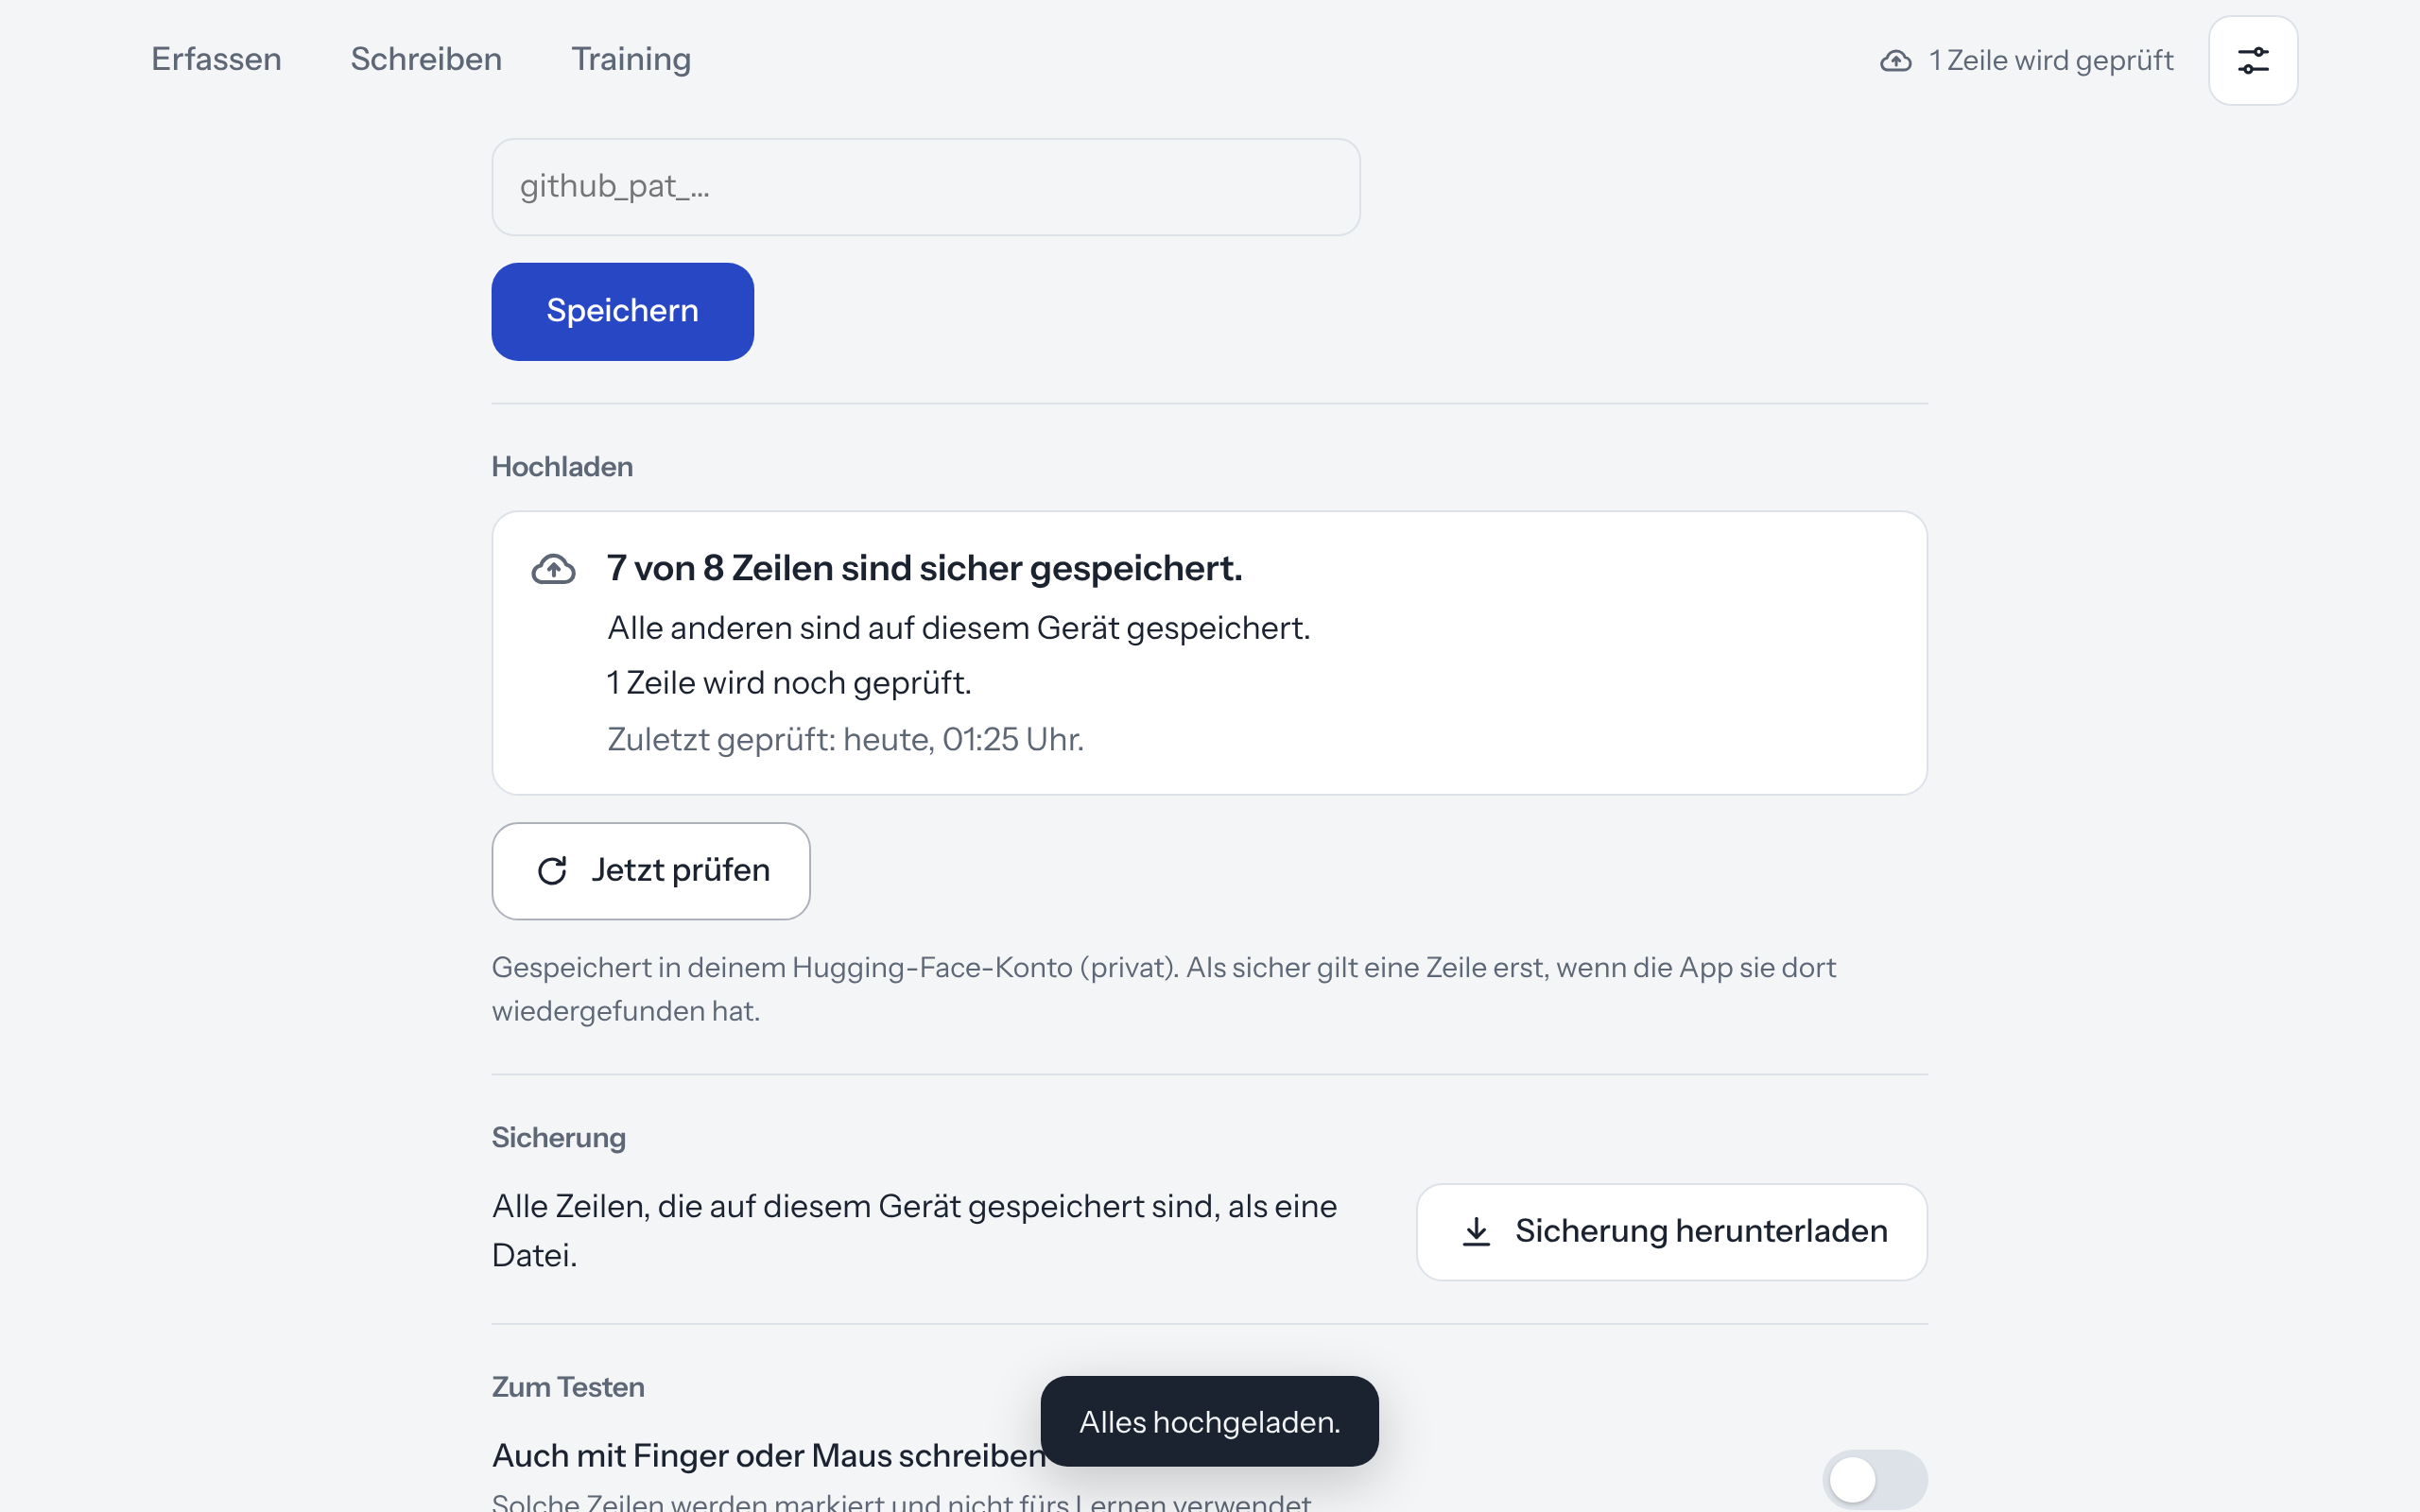 Erfassen Schreiben Training 1 Zeile wird geprüft
github_pat_...
Speichern
Hochladen
7 von 8 Zeilen sind sicher gespeichert.
Alle anderen sind auf diesem Gerät gespeichert.
1 Zeile wird noch geprüft.
Zuletzt geprüft: heute, 01:25 Uhr.
Jetzt prüfen
Gespeichert in deinem Hugging-Face-Konto (privat). Als sicher gilt eine Zeile erst, wenn die App sie dort
wiedergefunden hat.
Sicherung
Alle Zeilen, die auf diesem Gerät gespeichert sind, als eine
Datei.
Sicherung herunterladen
Zum Testen
Alles hochgeladen.
Auch mit Finger oder Maus schreiben
Solche Zeilen werden markiert und nicht fürs Lernen verwendet